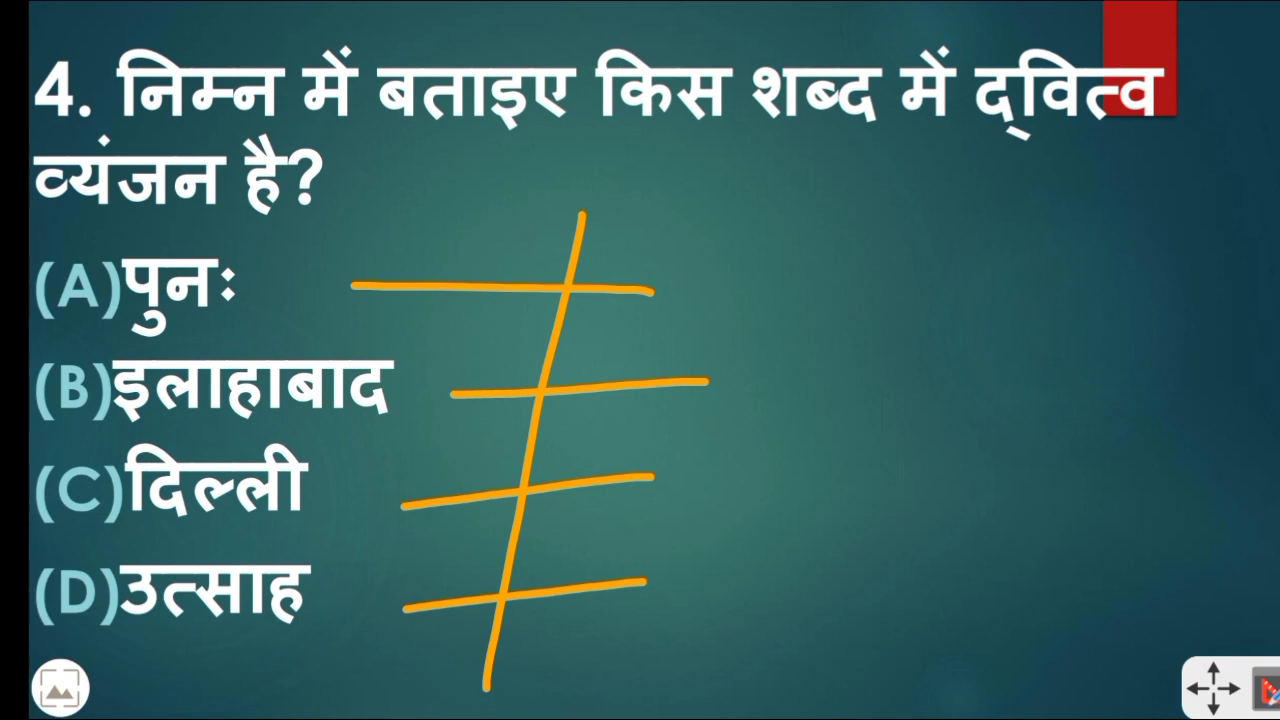 4. निम्न में बताइए किस शब्द में द्वित्व
व्यंजन है?
(A)पुनः
(B)इलाहाबाद
(C)दिल्ली
(D)उत्साह